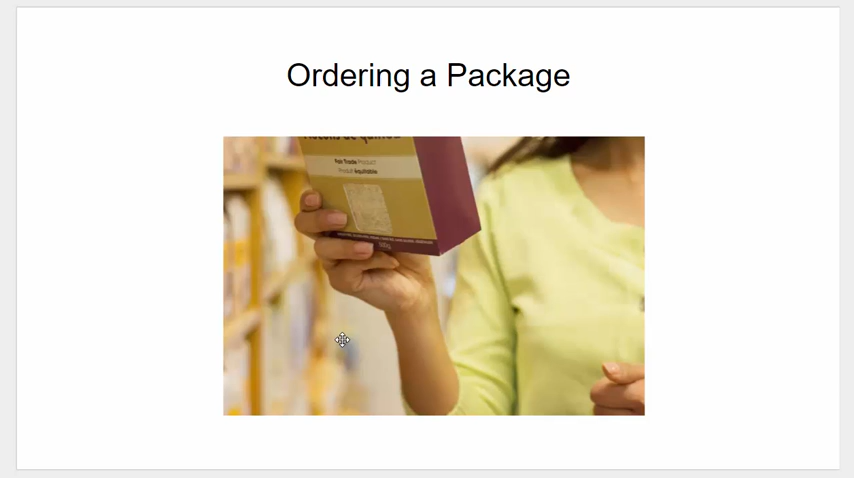 Ordering a Package
Fair Trade Product
Produit Équitable